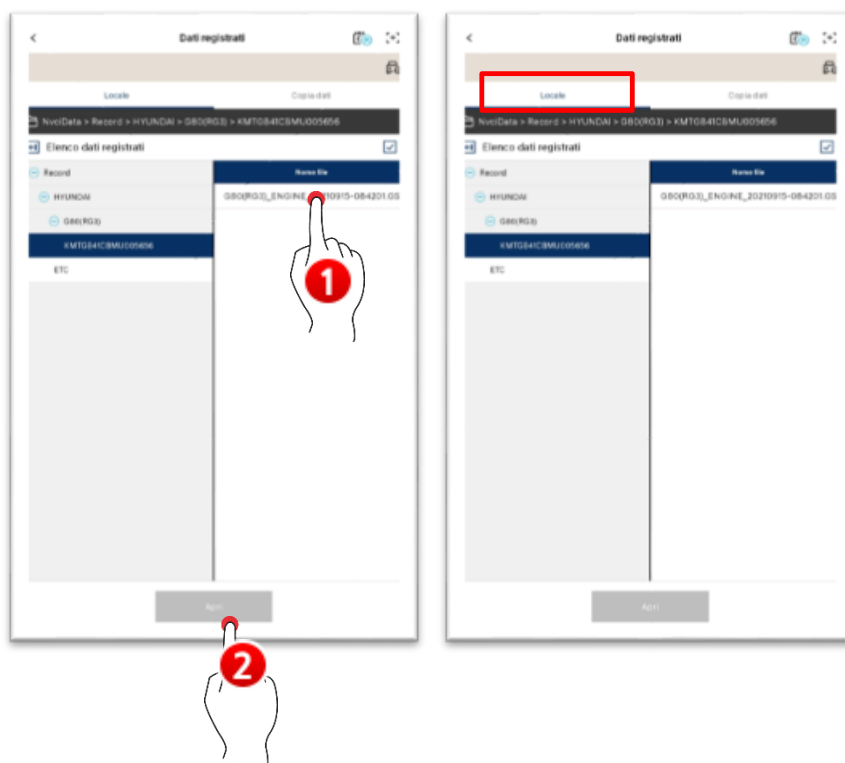 Dati registrati
Locale
Copia dati
NvciData > Record > HYUNDAI > G80(RG3) > KMTG841CBMU005656
Elenco dati registrati
Record
Nome file
HYUNDAI
G80(RG3)_ENGINE_20210915-084201.GS
G80(RG3)
KMTG841CBMU005656
ETC
1
Apri
2
Dati registrati
Locale
Copia dati
NvciData > Record > HYUNDAI > G80(RG3) > KMTG841CBMU005656
Elenco dati registrati
Record
Nome file
HYUNDAI
G80(RG3)_ENGINE_20210915-084201.GS
G80(RG3)
KMTG841CBMU005656
ETC
Apri